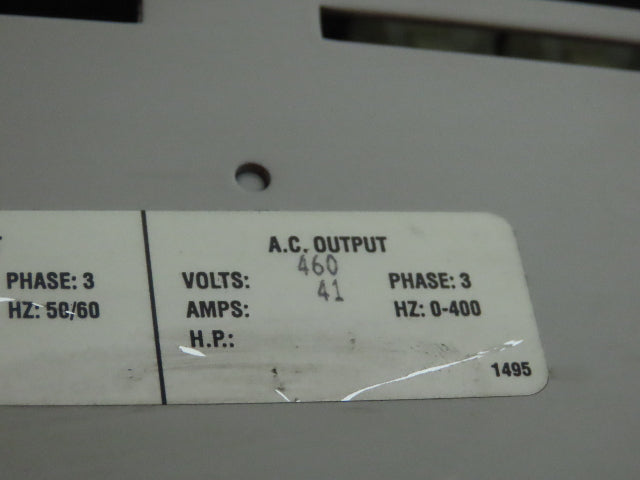 PHASE: 3
HZ: 50/60
A.C. OUTPUT
VOLTS: 460 PHASE: 3
AMPS: 41 HZ: 0-400
H.P.:
1495